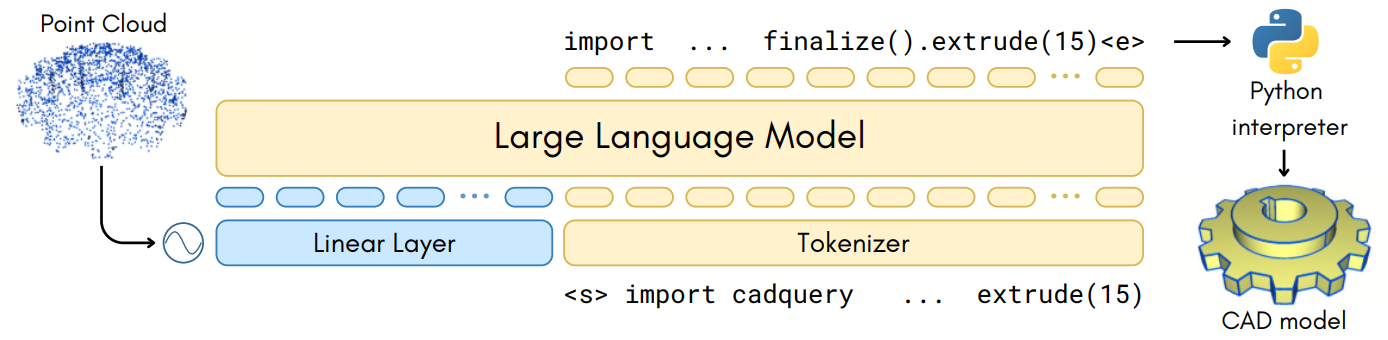 Point Cloud
import ... finalize().extrude(15)<e>
Python
interpreter
Large Language Model
Linear Layer
Tokenizer
<s> import cadquery ... extrude(15)
CAD model